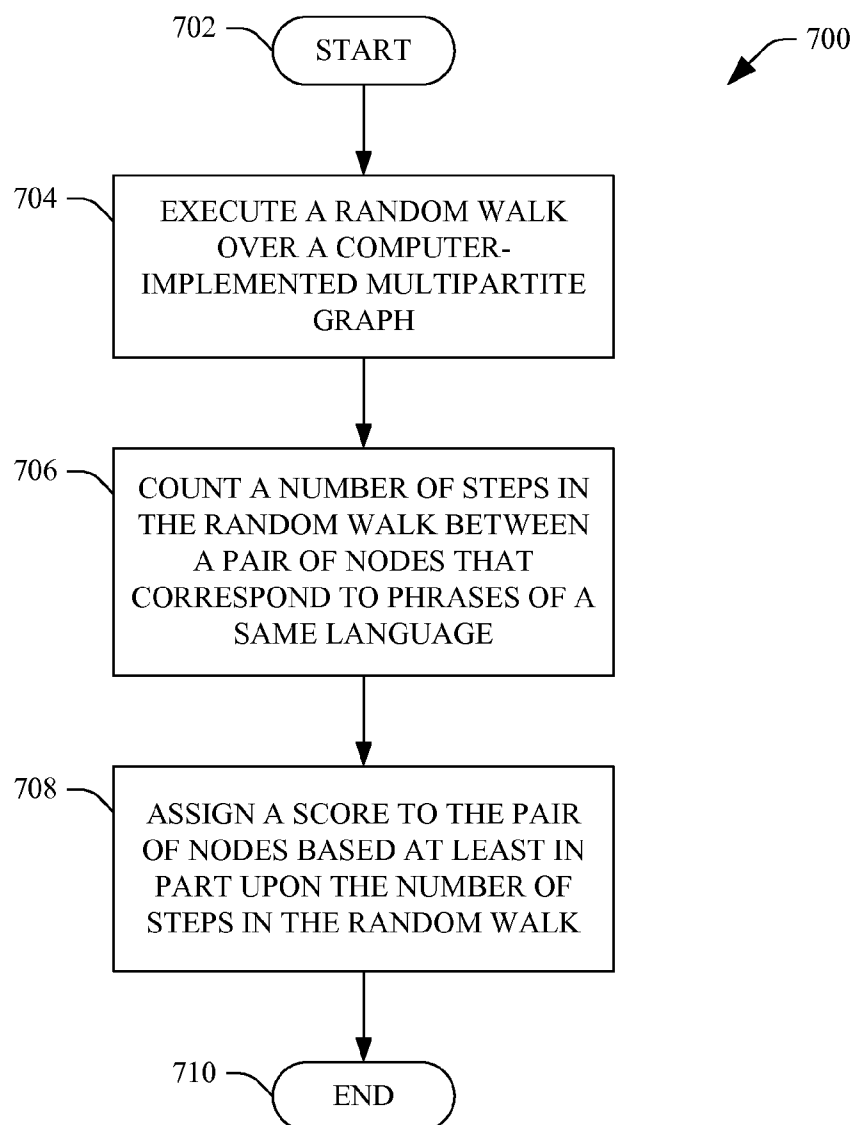 702
START
700
704
EXECUTE A RANDOM WALK
OVER A COMPUTER-
IMPLEMENTED MULTIPARTITE
GRAPH
706
COUNT A NUMBER OF STEPS IN
THE RANDOM WALK BETWEEN
A PAIR OF NODES THAT
CORRESPOND TO PHRASES OF A
SAME LANGUAGE
708
ASSIGN A SCORE TO THE PAIR
OF NODES BASED AT LEAST IN
PART UPON THE NUMBER OF
STEPS IN THE RANDOM WALK
710
END